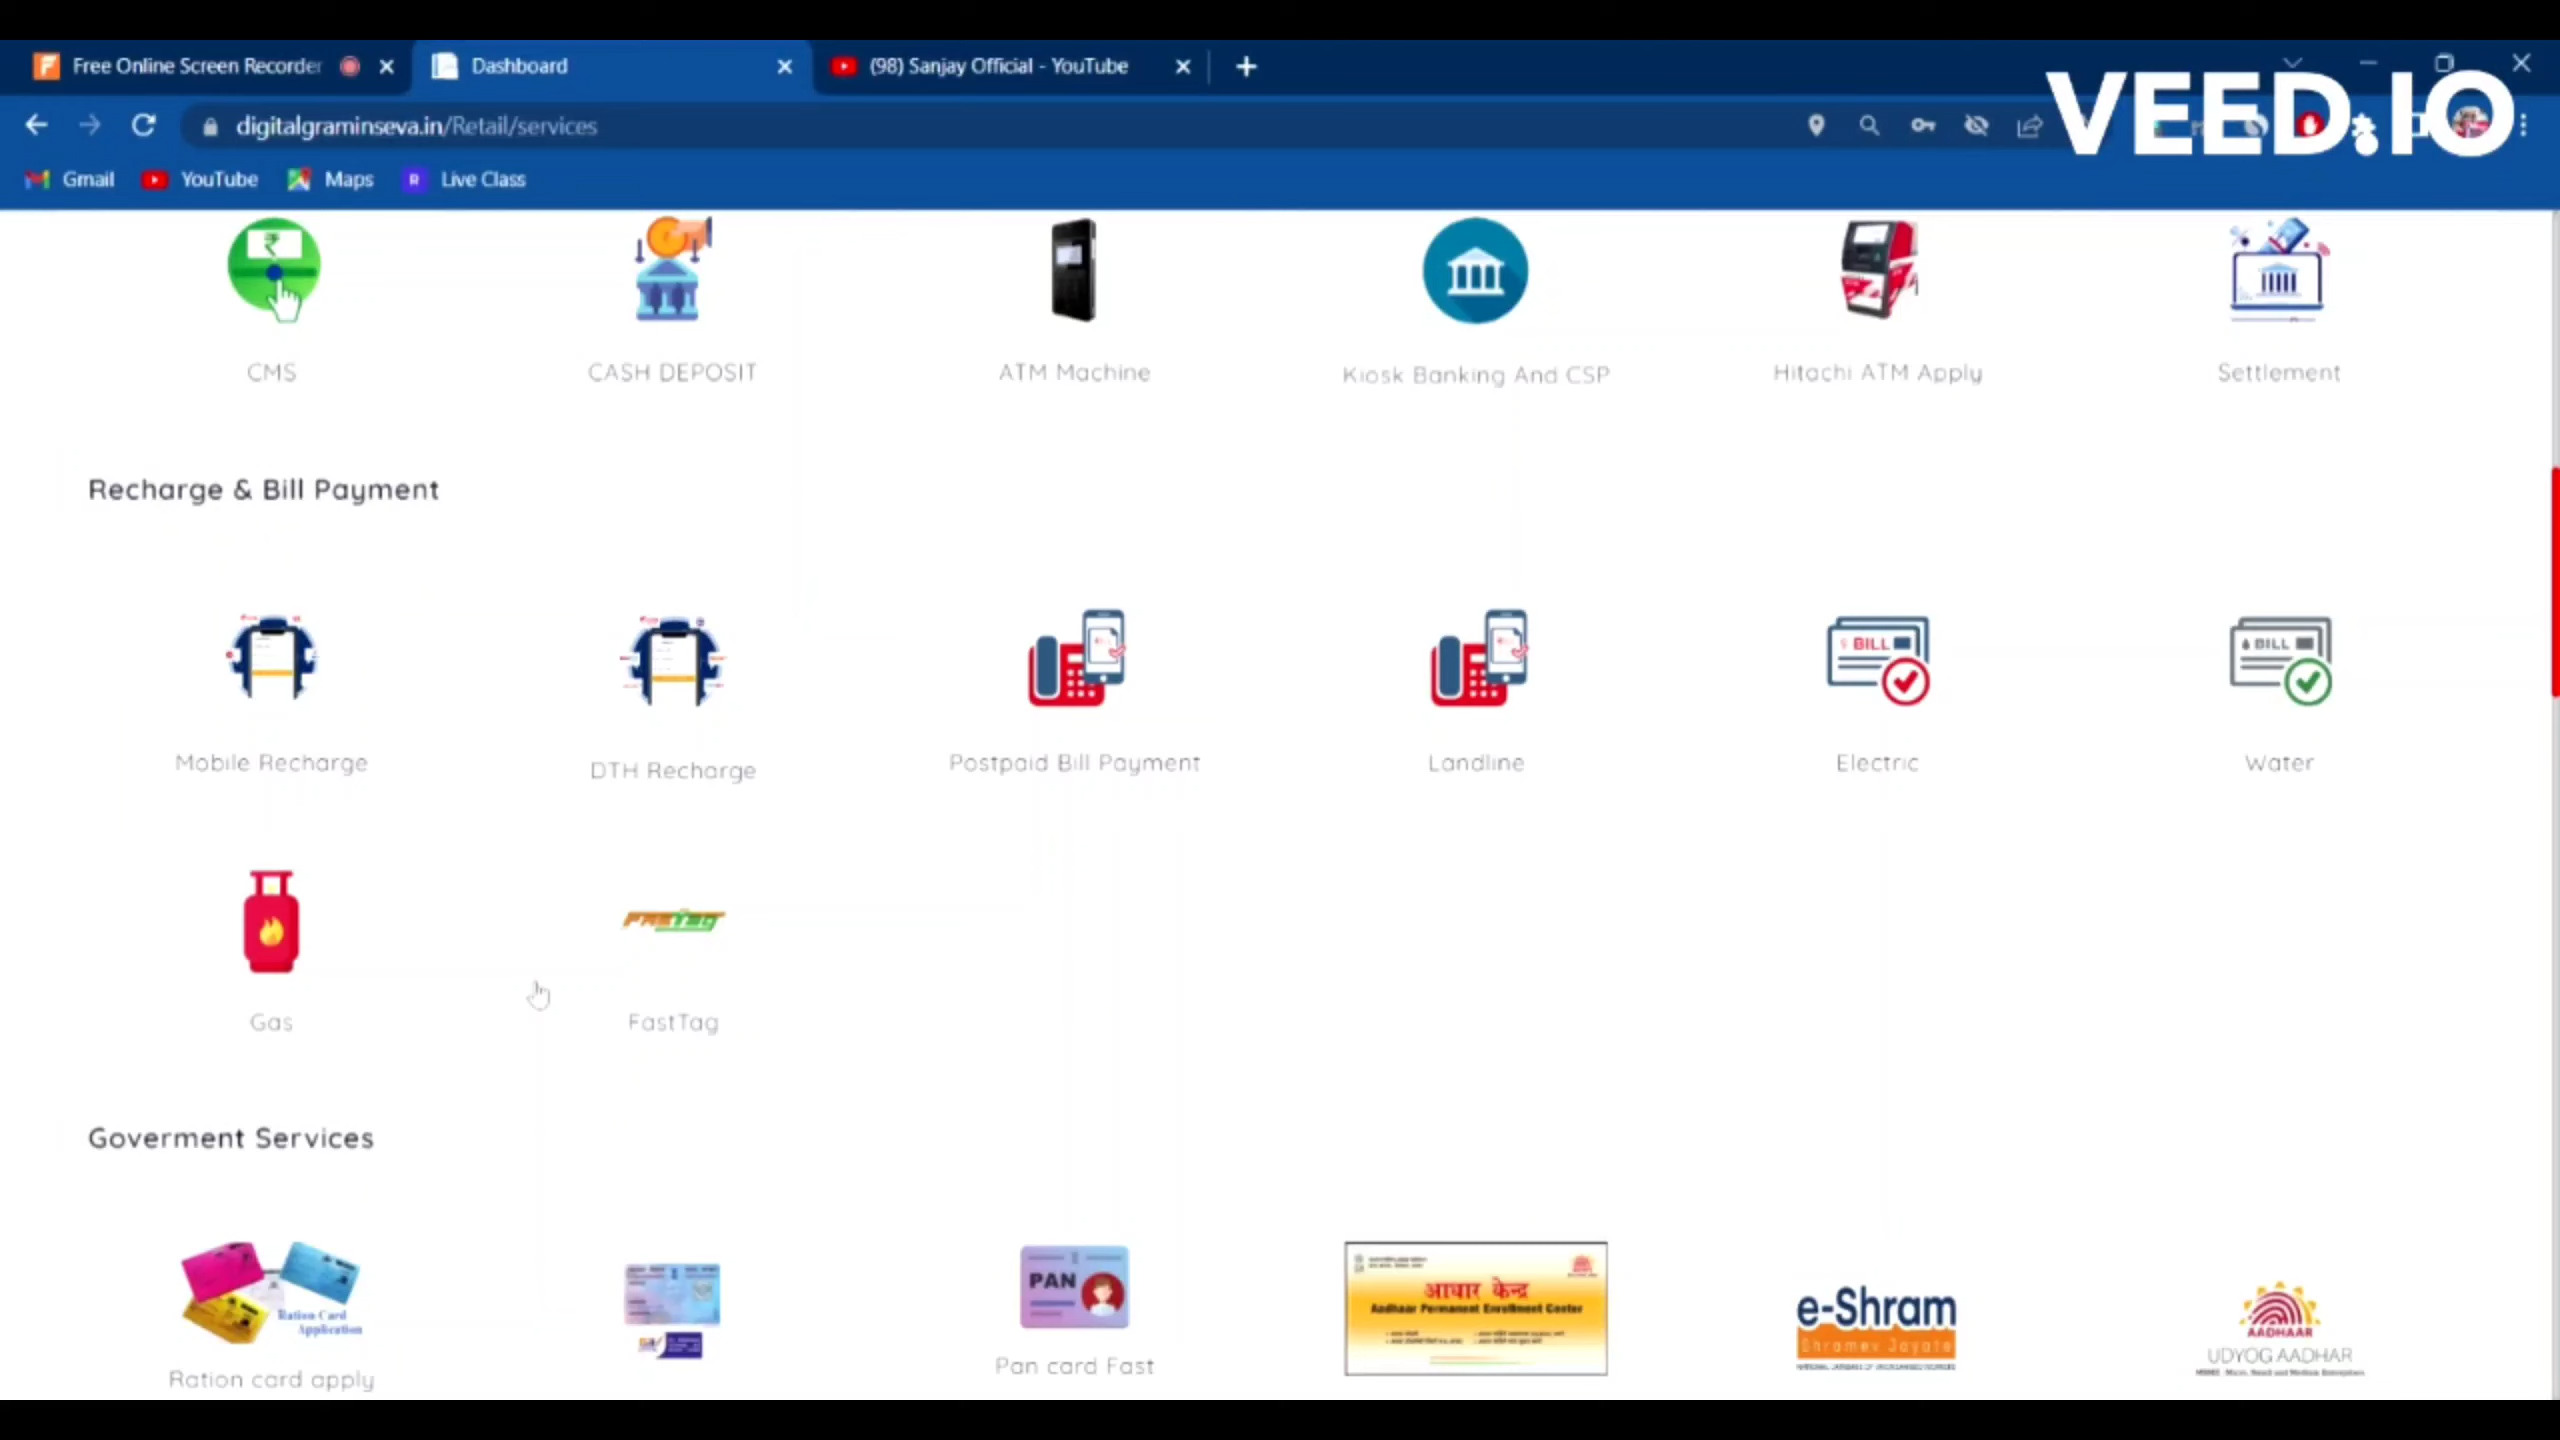 Free Online Screen Recorder
Dashboard
(98) Sanjay Official - YouTube
VEED.IO
digitalgraminseva.in/Retail/services
Gmail
YouTube
Maps
Live Class
CMS
CASH DEPOSIT
ATM Machine
Kiosk Banking And CSP
Hitachi ATM Apply
Settlement
Recharge & Bill Payment
BILL
BILL
Mobile Recharge
DTH Recharge
Postpaid Bill Payment
Landline
Electric
Water
FASTAG
Gas
FastTag
Goverment Services
Ration Card
Application
PAN
आधार केन्द्र
Aadhaar Permanent Enrollment Center
e-Shram
Shramev Jayate
AADHAAR
UDYOG AADHAR
Ration card apply
Pan card Fast